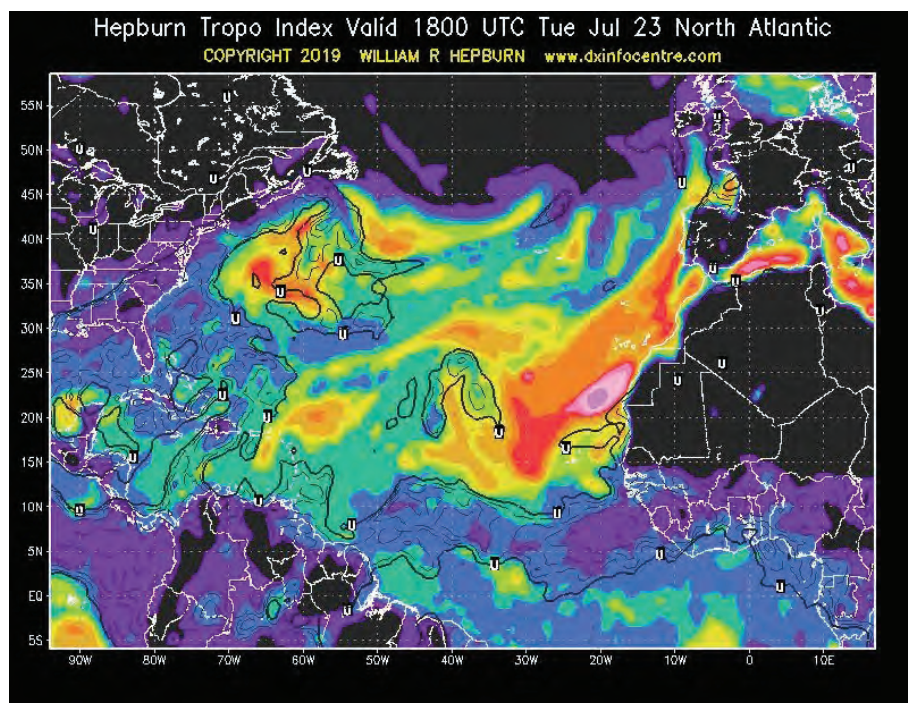 Hepburn Tropo Index Valid 1800 UTC Tue Jul 23 North Atlantic
COPYRIGHT 2019 WILLIAM R HEPBURN www.dxinfocentre.com
55N
50N
U U
U U U U U
45N
40N
U
35N
U U U
U
30N
U U U
25N
U U
U
20N
U
U
15N
U U
10N
U U U
U
5N
U U
EQ
U U
5S
90W 80W 70W 60W 50W 40W 30W 20W 10W 0 10E